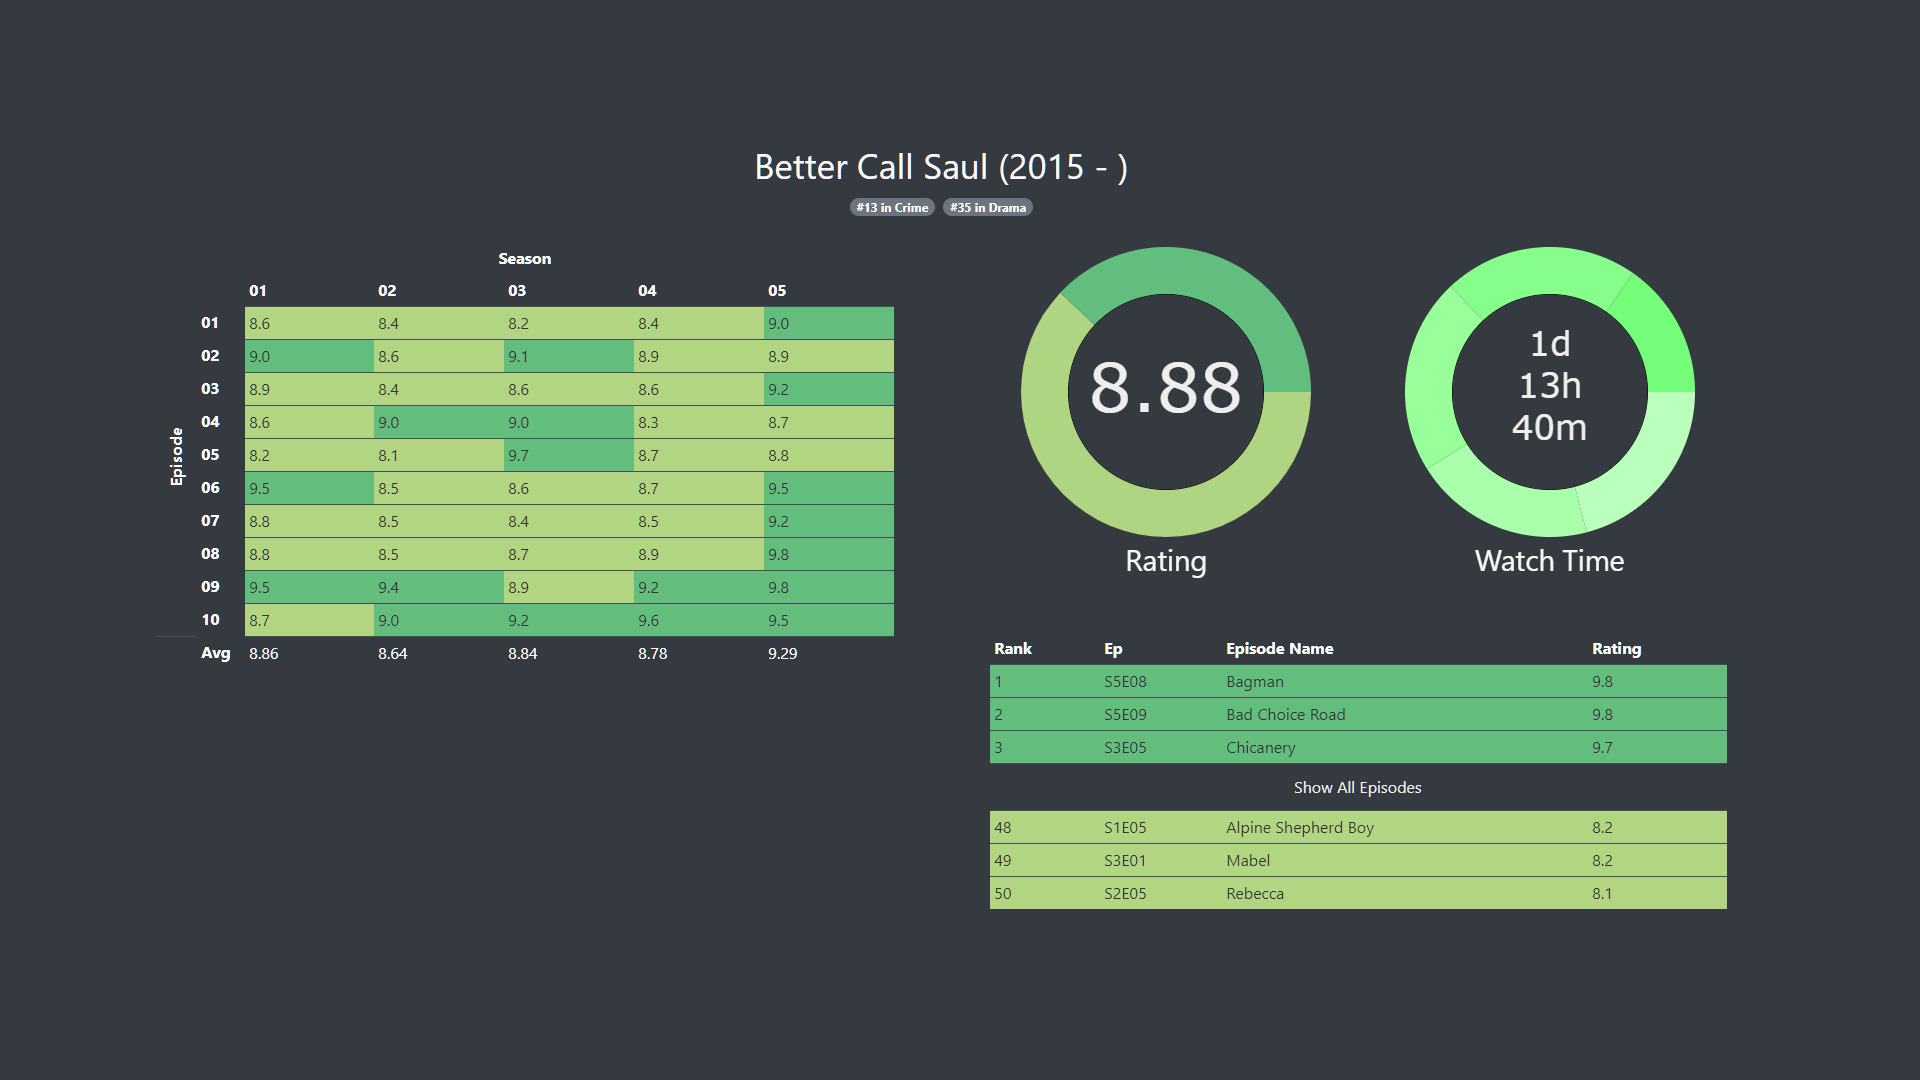 Better Call Saul (2015 - )
#13 in Crime #35 in Drama
Season
01 02 03 04 05
Episode
01 8.6 8.4 8.2 8.4 9.0
02 9.0 8.6 9.1 8.9 8.9
03 8.9 8.4 8.6 8.6 9.2
04 8.6 9.0 9.0 8.3 8.7
05 8.2 8.1 9.7 8.7 8.8
06 9.5 8.5 8.6 8.7 9.5
07 8.8 8.5 8.4 8.5 9.2
08 8.8 8.5 8.7 8.9 9.8
09 9.5 9.4 8.9 9.2 9.8
10 8.7 9.0 9.2 9.6 9.5
Avg 8.86 8.64 8.84 8.78 9.29
8.88
Rating
1d
13h
40m
Watch Time
Rank Ep Episode Name Rating
1 S5E08 Bagman 9.8
2 S5E09 Bad Choice Road 9.8
3 S3E05 Chicanery 9.7
Show All Episodes
48 S1E05 Alpine Shepherd Boy 8.2
49 S3E01 Mabel 8.2
50 S2E05 Rebecca 8.1